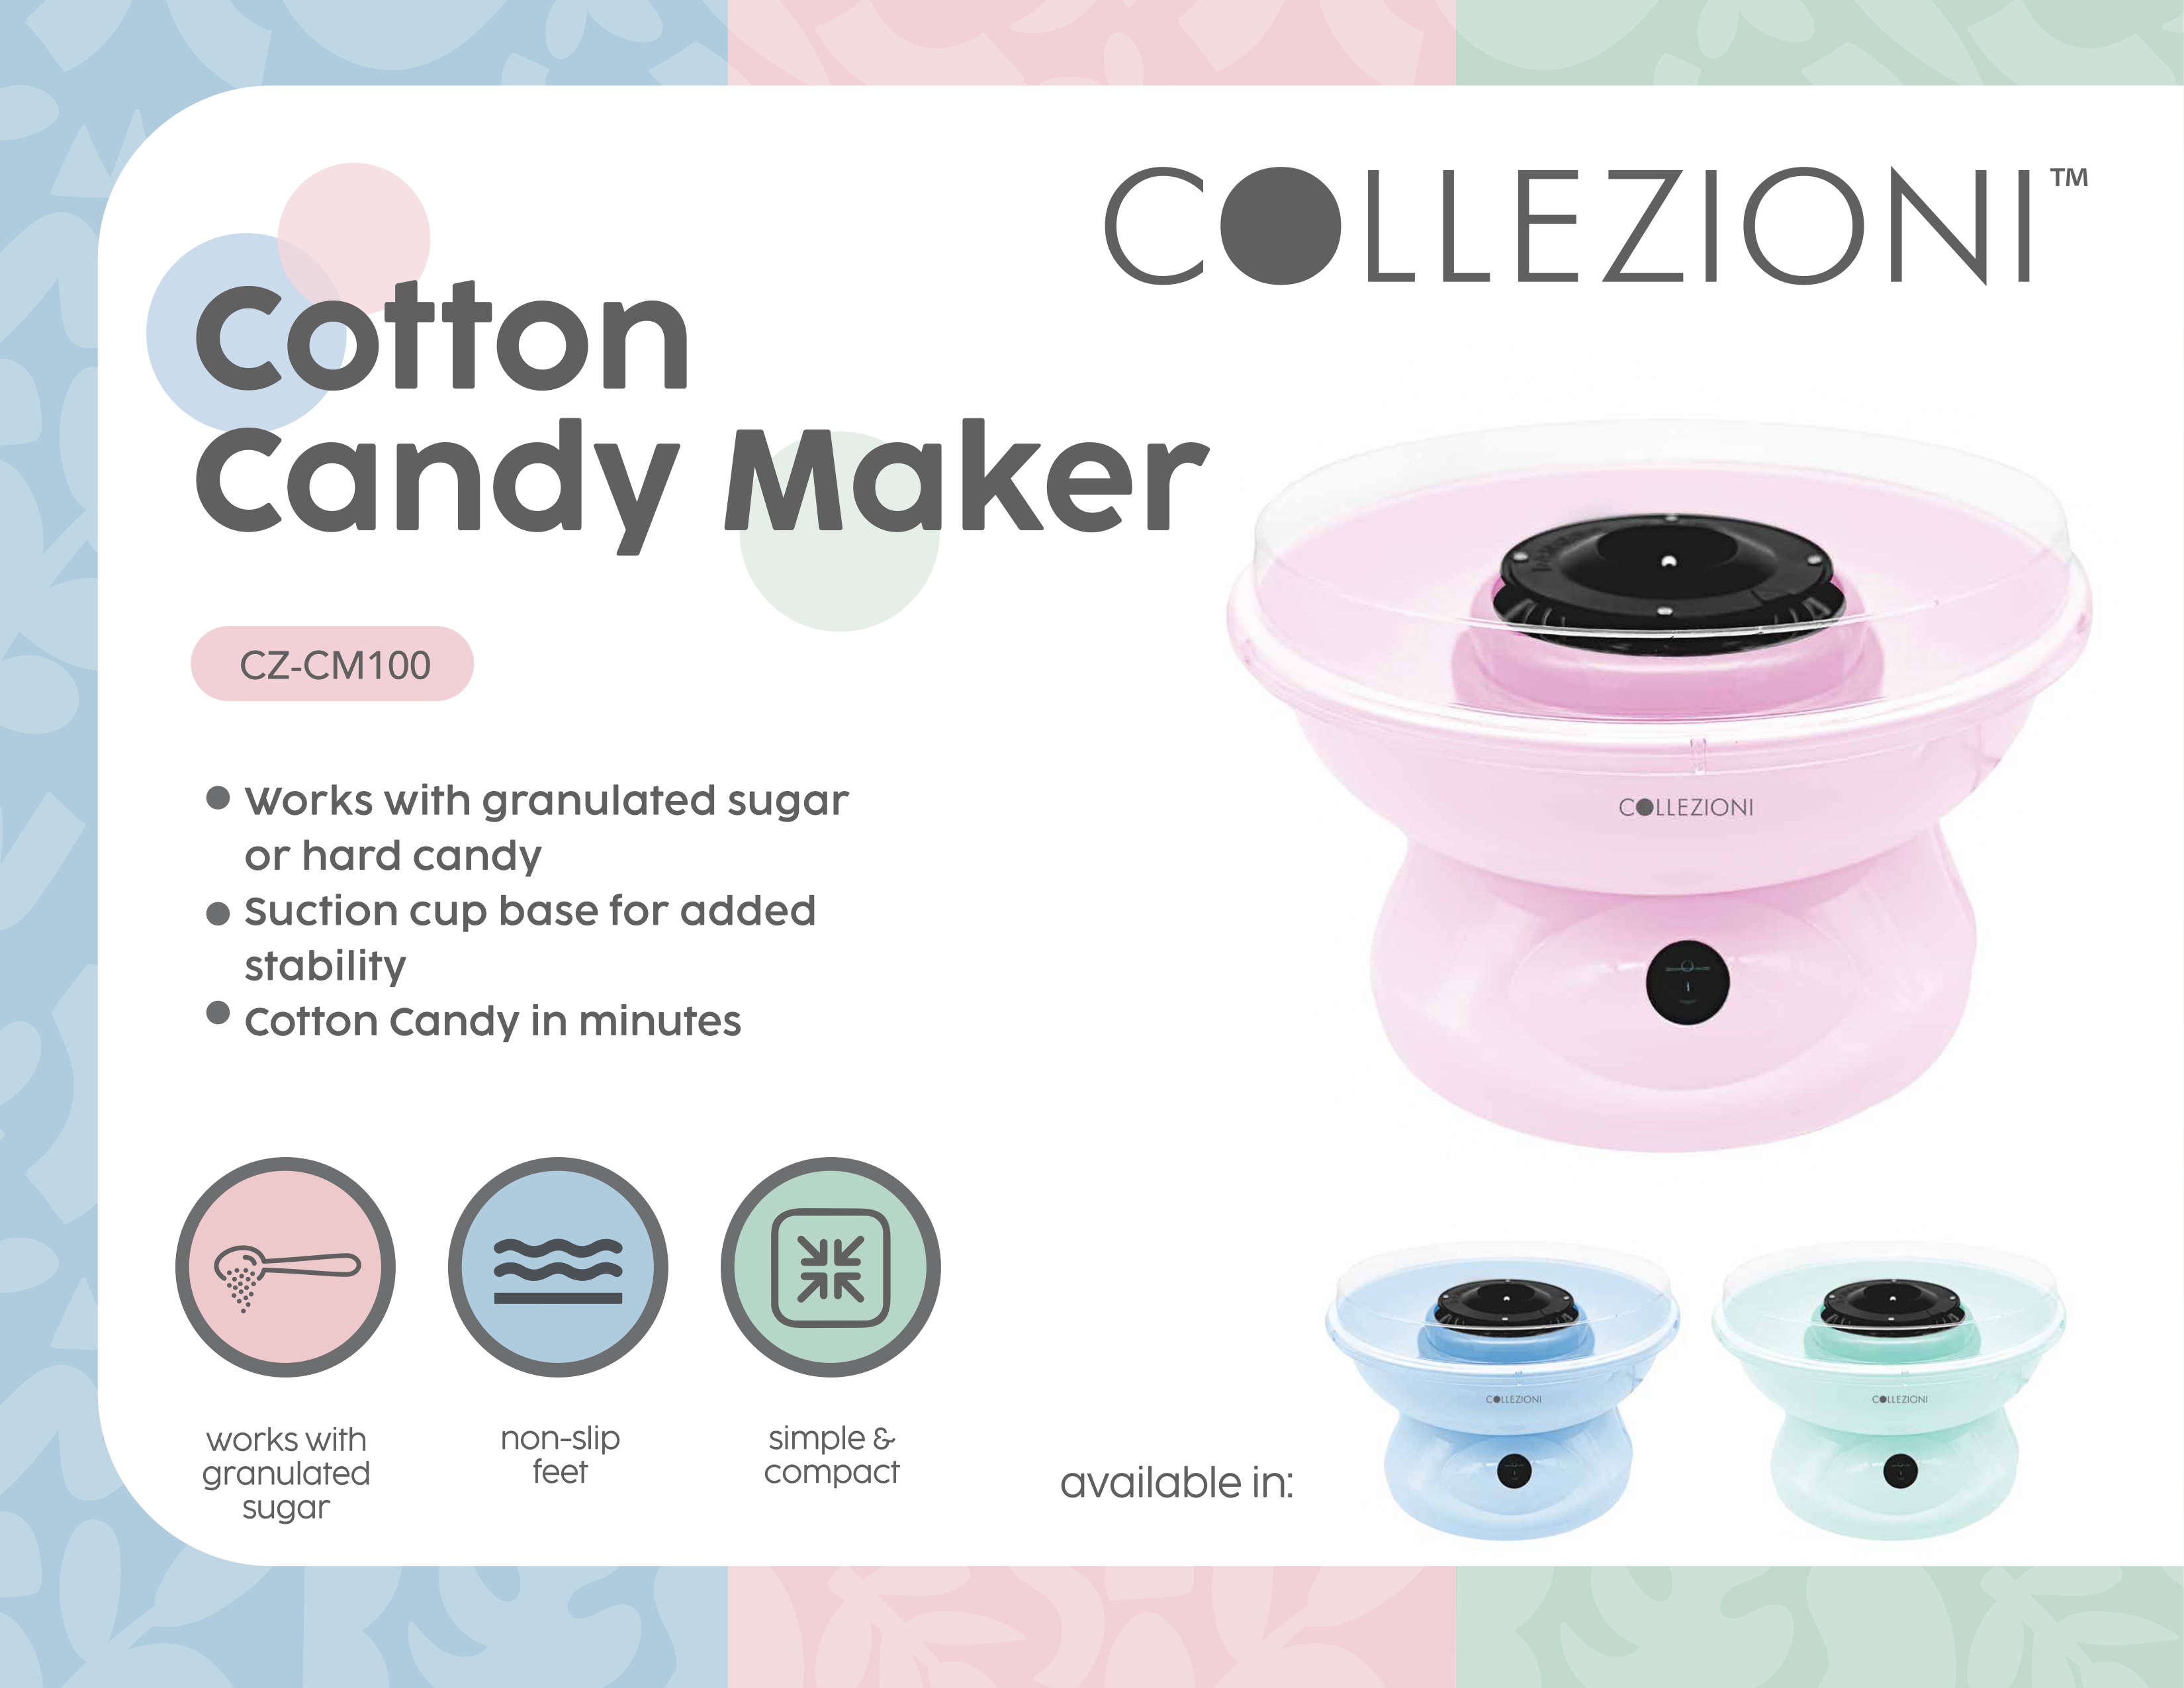 COLLEZIONI™
Cotton
Candy Maker
CZ-CM100
Works with granulated sugar
or hard candy
Suction cup base for added
stability
Cotton Candy in minutes
COLLEZIONI
works with
granulated
sugar
non-slip
feet
simple &
compact
available in:
COLLEZIONI
COLLEZIONI